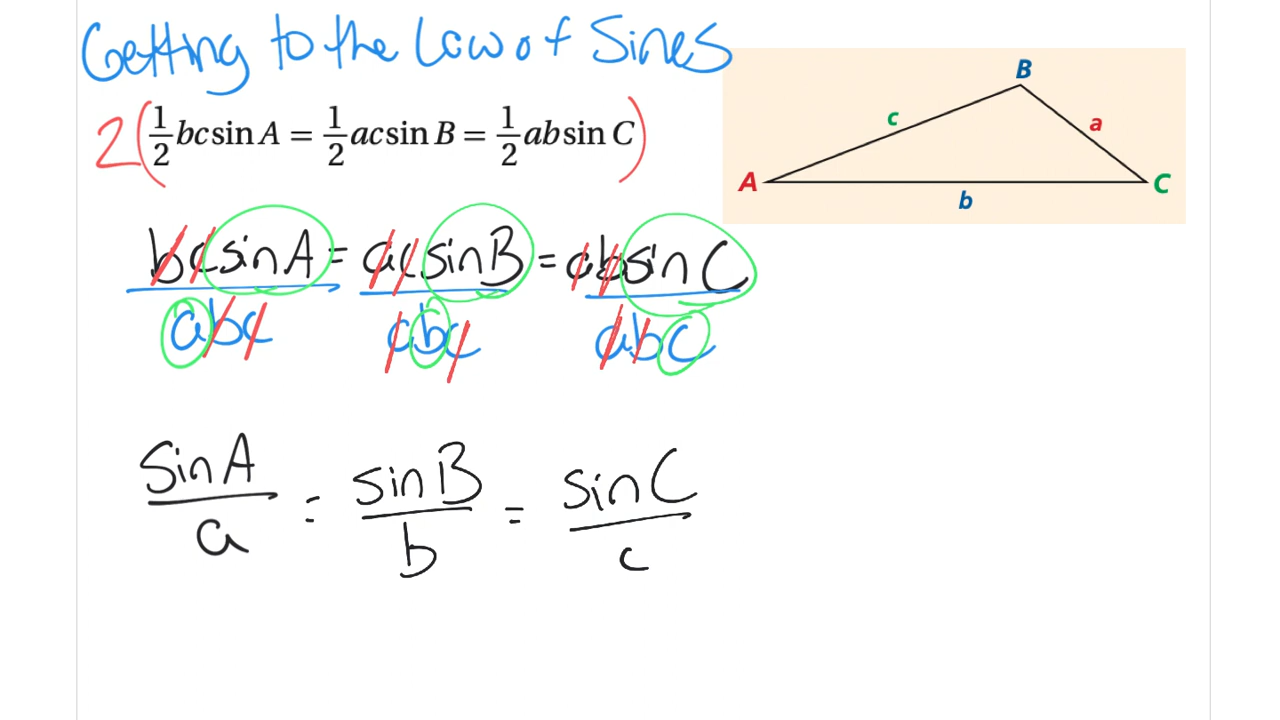 Getting to the Law of Sines
2(1/2 bc sin A = 1/2 ac sin B = 1/2 ab sin C)
B
c
a
A
C
b
bc sin A = ac sin B = ab sin C
abc abc abc
sin A = sin B = sin C
a b c